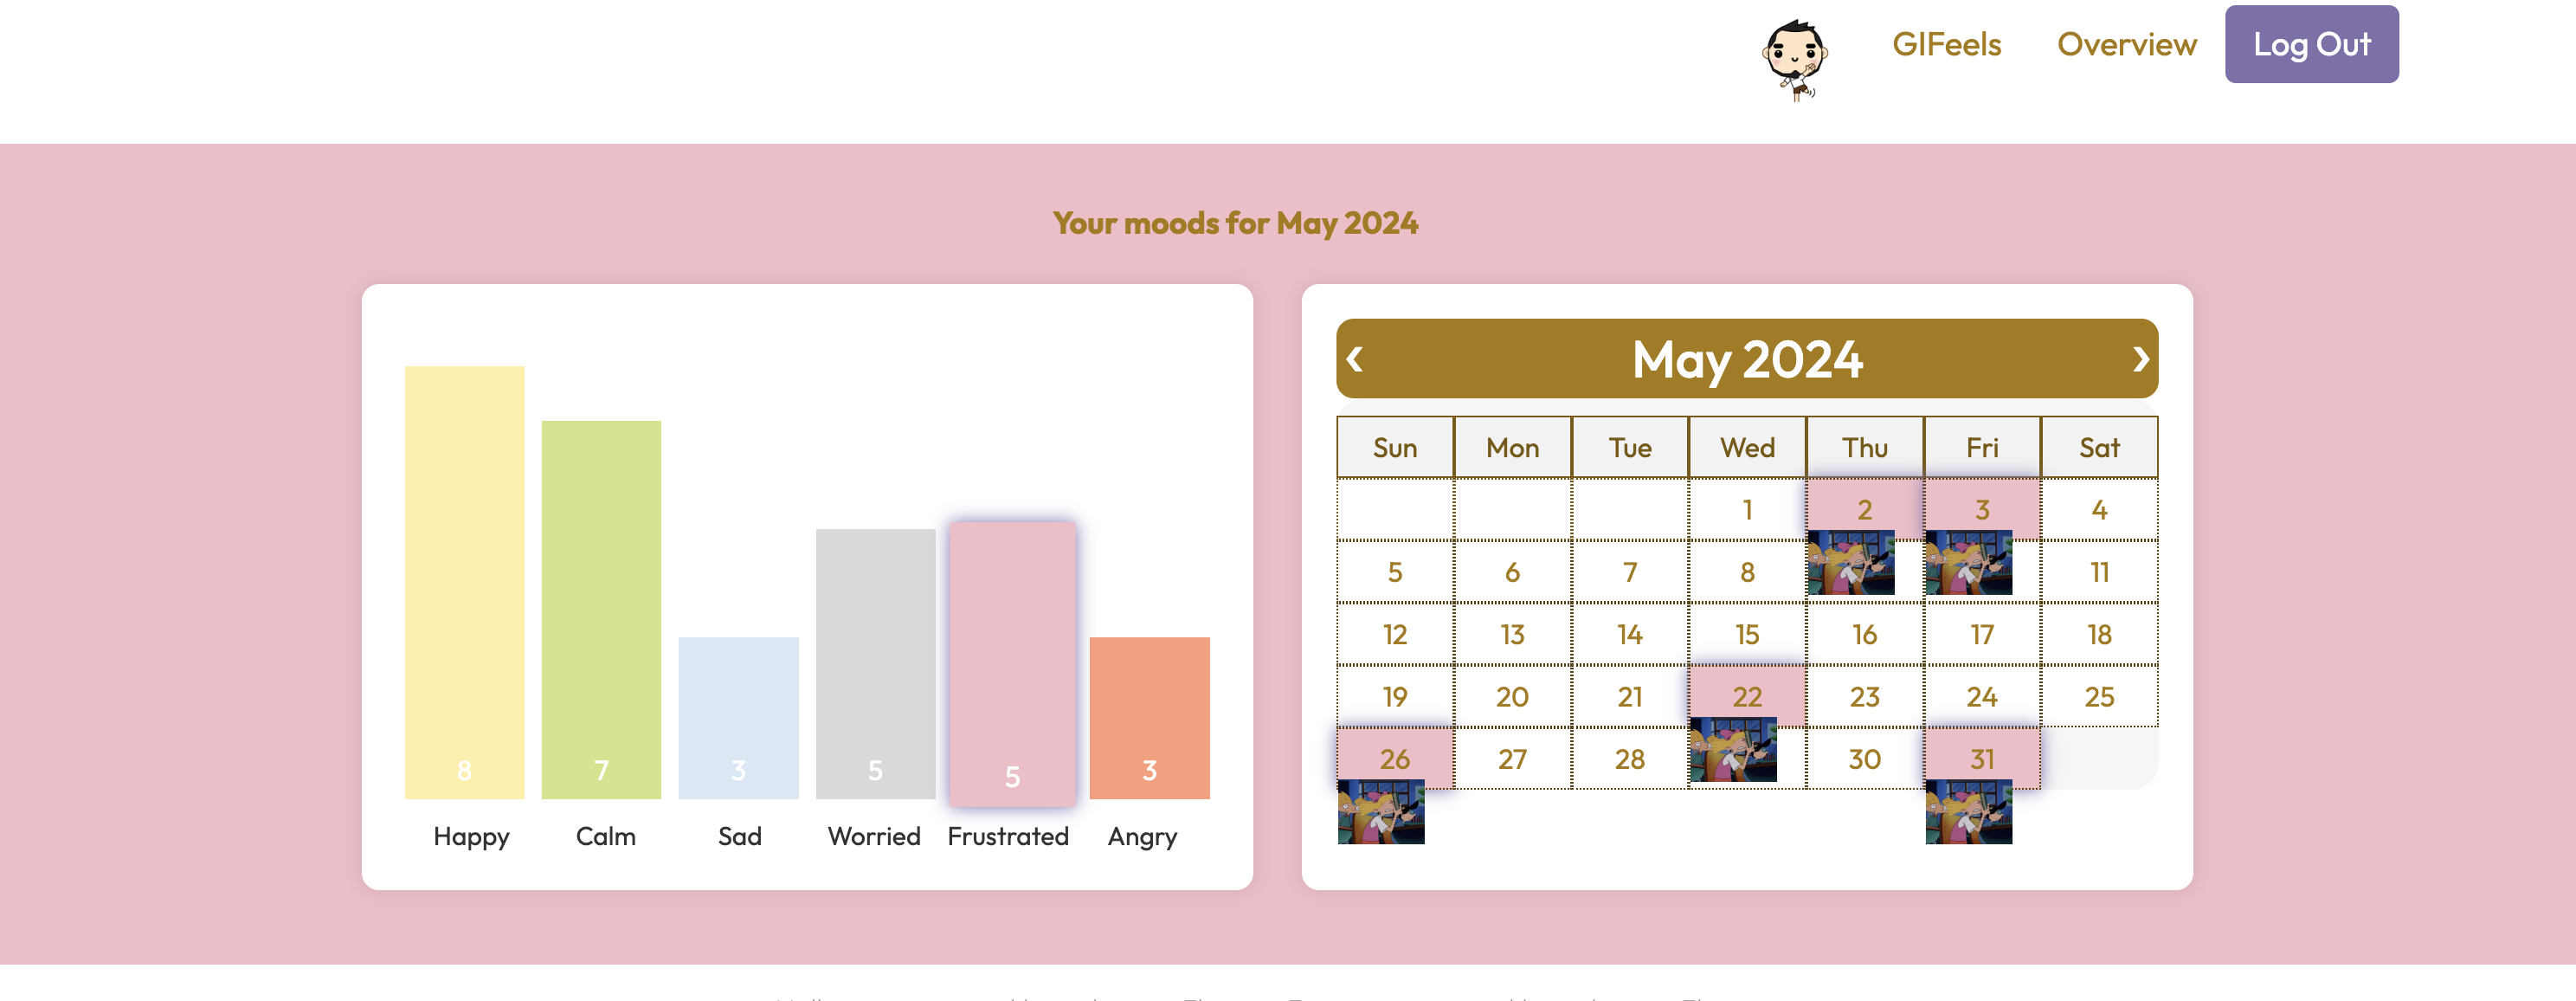 GIFeels Overview Log Out
Your moods for May 2024
8 7 3 5 5 3
Happy Calm Sad Worried Frustrated Angry
‹ May 2024 ›
Sun Mon Tue Wed Thu Fri Sat
1 2 3 4
5 6 7 8 11
12 13 14 15 16 17 18
19 20 21 22 23 24 25
26 27 28 30 31